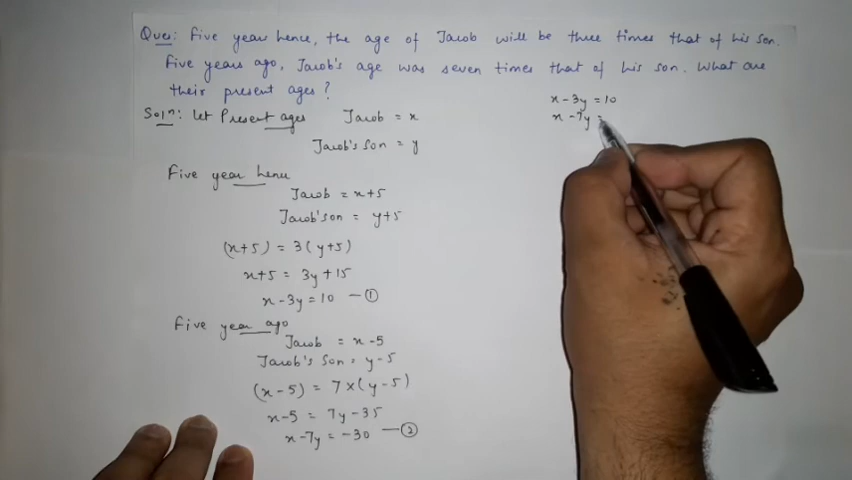 Ques: Five years hence, the age of Jacob will be three times that of his son.
Five years ago, Jacob's age was seven times that of his son. What are
their present ages?
Solⁿ: Let Present ages Jacob = x
Jacob's son = y
Five year hence
Jacob = x+5
Jacob'son = y+5
(x+5) = 3(y+5)
x+5 = 3y+15
x-3y = 10 — ①
Five year ago
Jacob = x-5
Jacob's Son = y-5
(x-5) = 7×(y-5)
x-5 = 7y-35
x-7y = -30 — ②
x-3y = 10
x-7y =